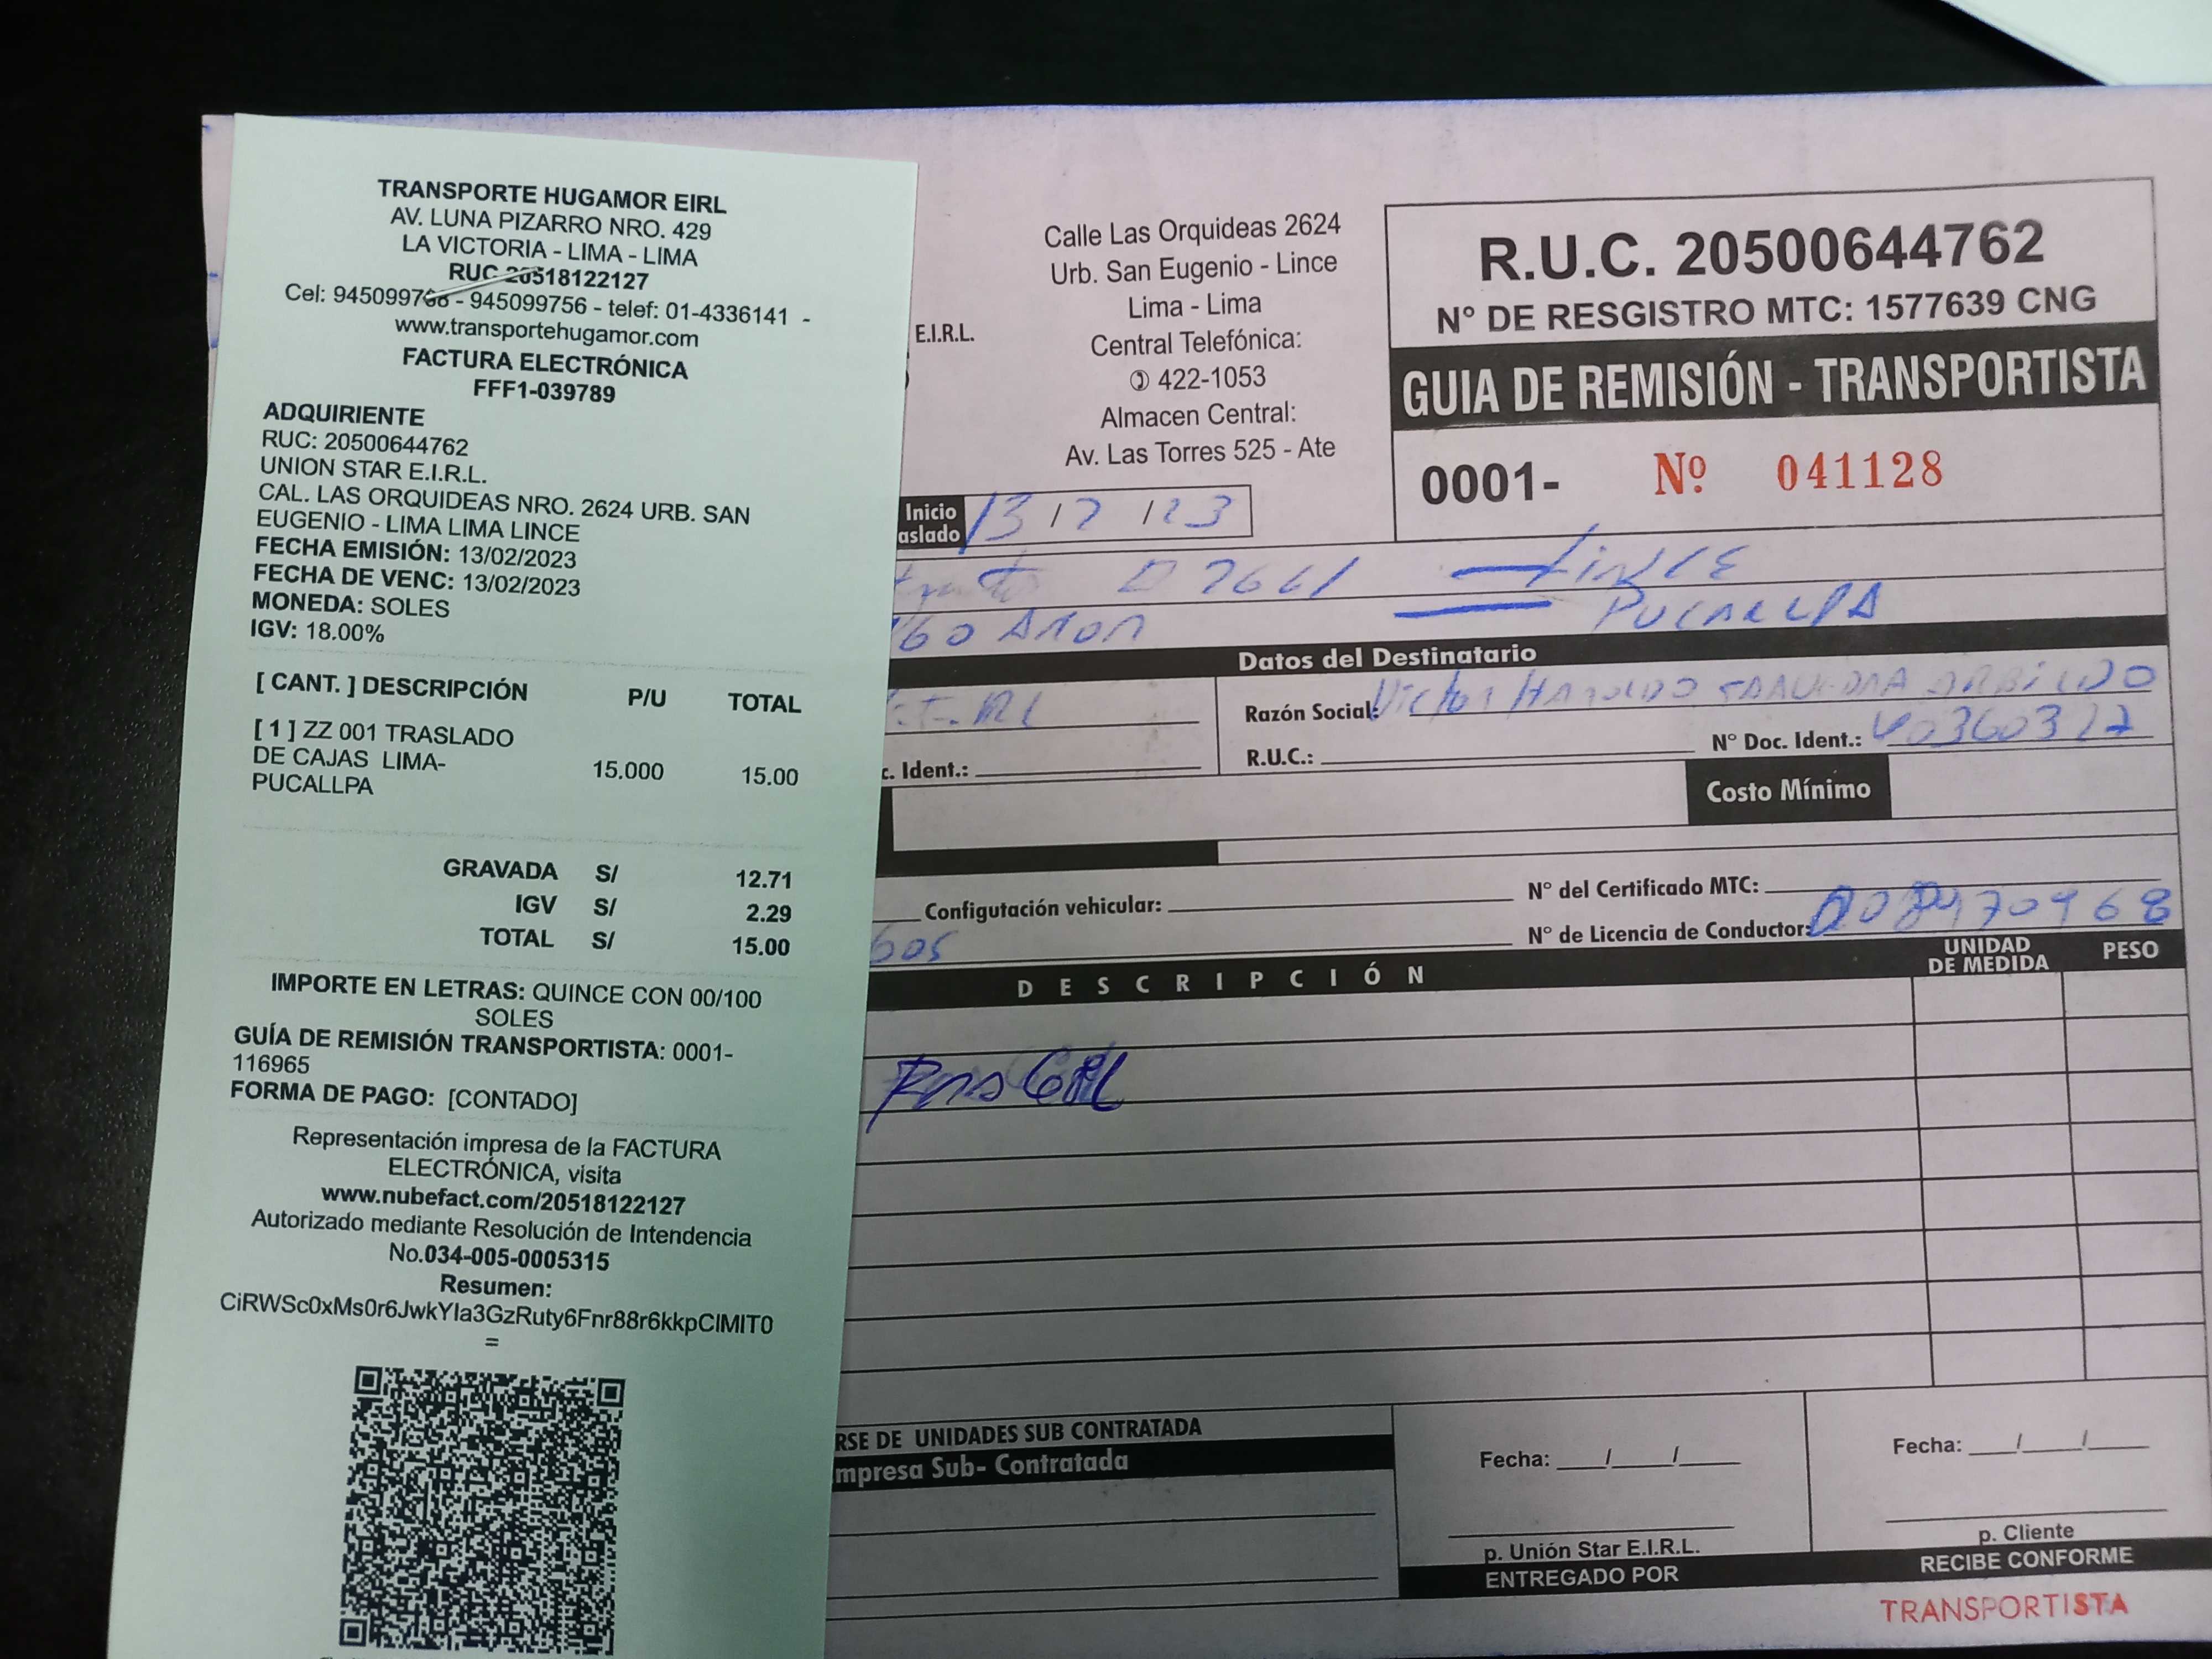 TRANSPORTE HUGAMOR EIRL
AV. LUNA PIZARRO NRO. 429
LA VICTORIA - LIMA - LIMA
RUC 20518122127
Cel: 945099766 - 945099756 - telef: 01-4336141 -
www.transportehugamor.com
FACTURA ELECTRÓNICA
FFF1-039789
ADQUIRIENTE
RUC: 20500644762
UNION STAR E.I.R.L.
CAL. LAS ORQUIDEAS NRO. 2624 URB. SAN
EUGENIO - LIMA LIMA LINCE
FECHA EMISIÓN: 13/02/2023
FECHA DE VENC: 13/02/2023
MONEDA: SOLES
IGV: 18.00%
[ CANT. ] DESCRIPCIÓN P/U TOTAL
[ 1 ] ZZ 001 TRASLADO
DE CAJAS LIMA- 15.000 15.00
PUCALLPA
GRAVADA S/ 12.71
IGV S/ 2.29
TOTAL S/ 15.00
IMPORTE EN LETRAS: QUINCE CON 00/100
SOLES
GUÍA DE REMISIÓN TRANSPORTISTA: 0001-
116965
FORMA DE PAGO: [CONTADO]
Representación impresa de la FACTURA
ELECTRÓNICA, visita
www.nubefact.com/20518122127
Autorizado mediante Resolución de Intendencia
No.034-005-0005315
Resumen:
CiRWSc0xMs0r6JwkYIa3GzRuty6Fnr88r6kkpCIMIT0
=
E.I.R.L.
Calle Las Orquideas 2624
Urb. San Eugenio - Lince
Lima - Lima
Central Telefónica:
✆ 422-1053
Almacen Central:
Av. Las Torres 525 - Ate
R.U.C. 20500644762
N° DE RESGISTRO MTC: 1577639 CNG
GUIA DE REMISIÓN - TRANSPORTISTA
0001- Nº 041128
Inicio
aslado 13 / 2 / 23
2661 LINCE
PUCALLPA
Datos del Destinatario
Razón Social: Victor
c. Ident.:
R.U.C.: N° Doc. Ident.:
Costo Mínimo
Configutación vehicular: N° del Certificado MTC:
605 N° de Licencia de Conductor:
DESCRIPCIÓN UNIDAD DE MEDIDA PESO
RSE DE UNIDADES SUB CONTRATADA
mpresa Sub- Contratada
Fecha: / /
p. Unión Star E.I.R.L.
ENTREGADO POR
Fecha: / /
p. Cliente
RECIBE CONFORME
TRANSPORTISTA